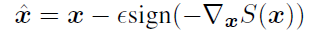 x̂ = x − ϵsign(−∇ₓS(x))